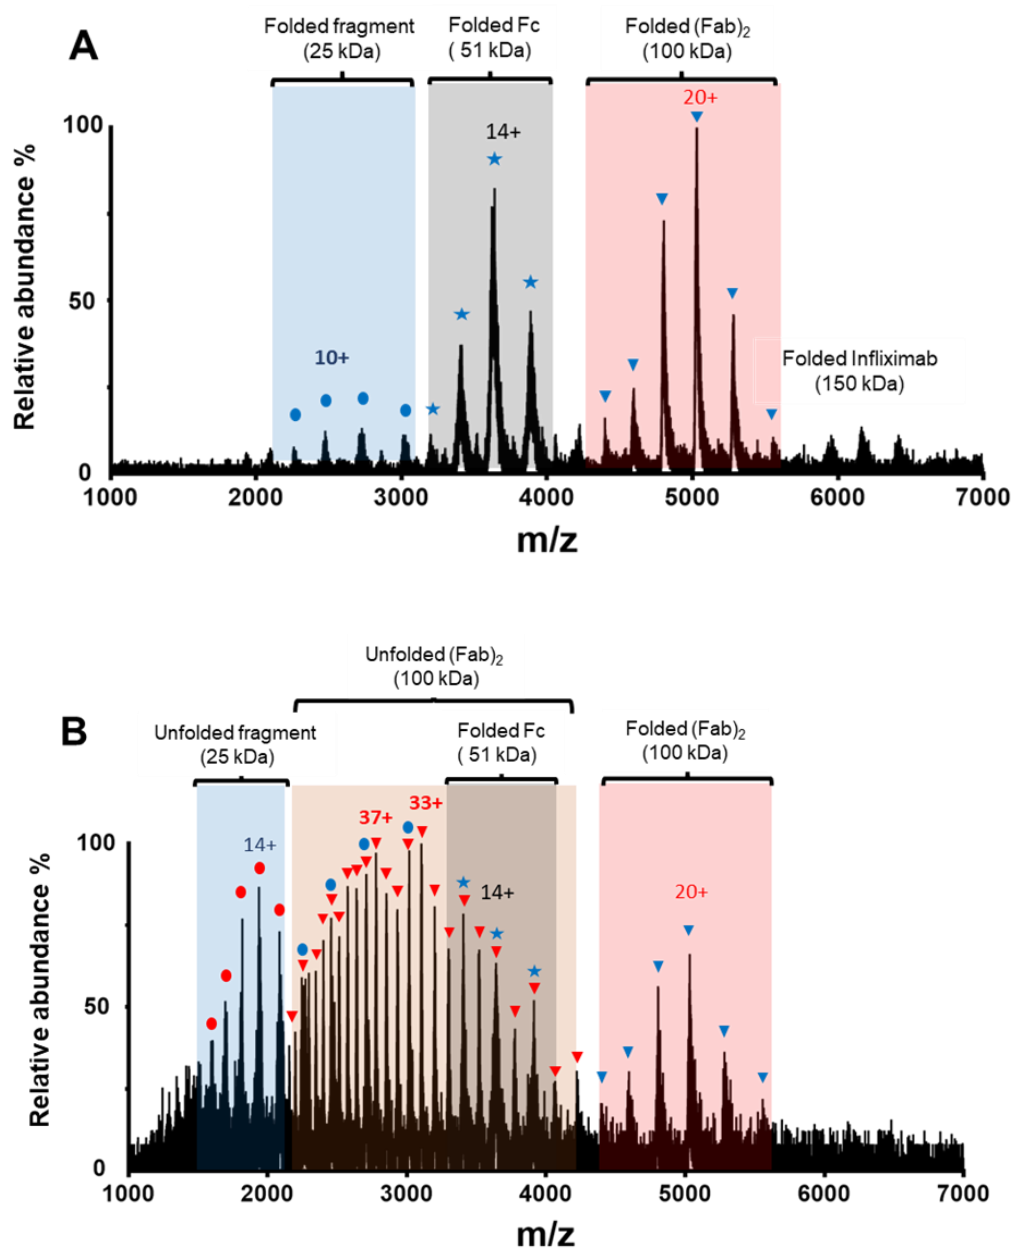 A
Folded fragment
(25 kDa)
Folded Fc
( 51 kDa)
Folded (Fab)2
(100 kDa)
20+
14+
10+
Folded Infliximab
(150 kDa)
Relative abundance %
100
50
0
1000 2000 3000 4000 5000 6000 7000
m/z
B
Unfolded (Fab)2
(100 kDa)
Unfolded fragment
(25 kDa)
Folded Fc
( 51 kDa)
Folded (Fab)2
(100 kDa)
14+
37+
33+
14+
20+
Relative abundance %
100
50
0
1000 2000 3000 4000 5000 6000 7000
m/z